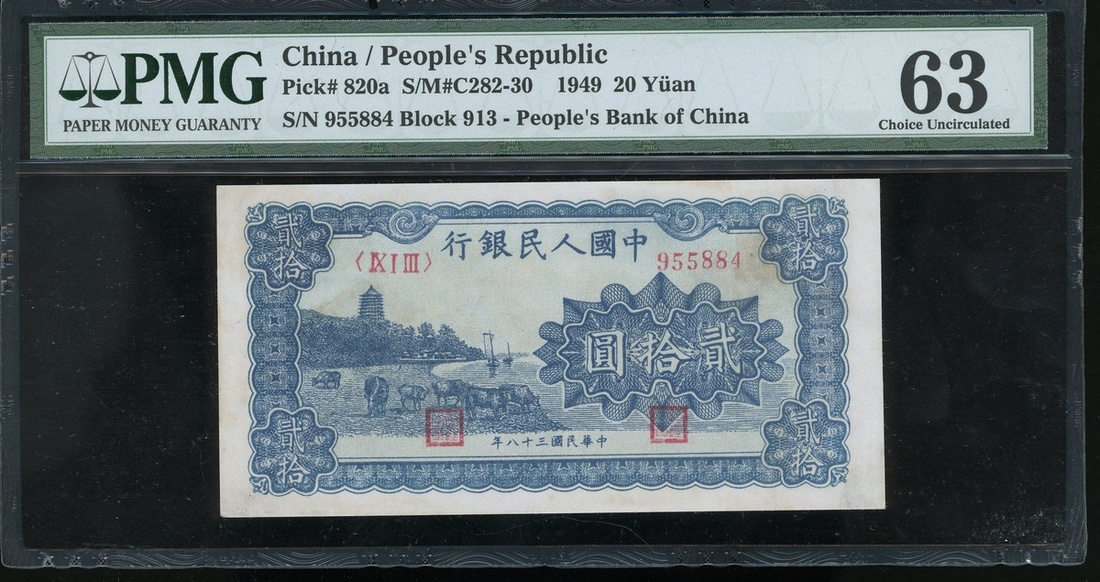 PMG
PAPER MONEY GUARANTY
China / People's Republic
Pick# 820a S/M#C282-30 1949 20 Yüan
S/N 955884 Block 913 - People's Bank of China
63
Choice Uncirculated
貳拾
貳拾
中國人民銀行
〈ⅨⅠⅢ〉
955884
貳拾圓
貳拾
貳拾
中華民國三十八年